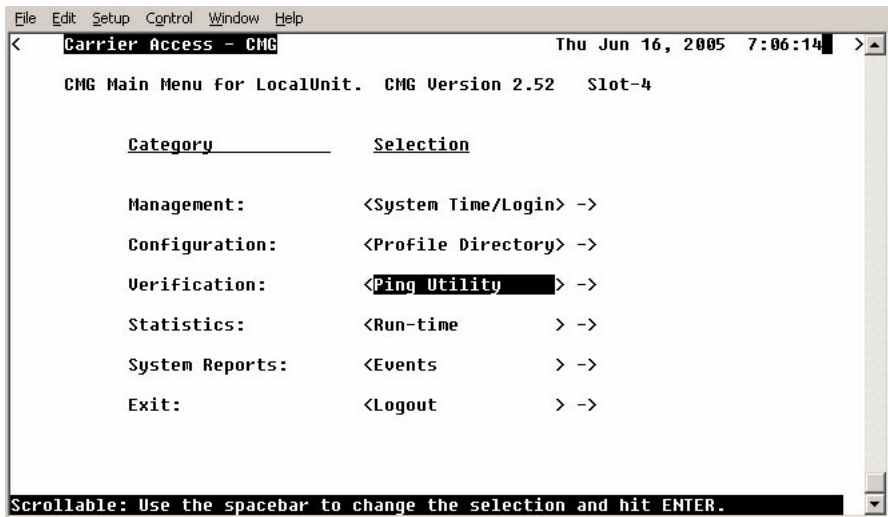 File Edit Setup Control Window Help
< Carrier Access - CMG Thu Jun 16, 2005 7:06:14 >
CMG Main Menu for LocalUnit. CMG Version 2.52 Slot-4
Category Selection
Management: <System Time/Login> ->
Configuration: <Profile Directory> ->
Verification: <Ping Utility > ->
Statistics: <Run-time > ->
System Reports: <Events > ->
Exit: <Logout > ->
Scrollable: Use the spacebar to change the selection and hit ENTER.